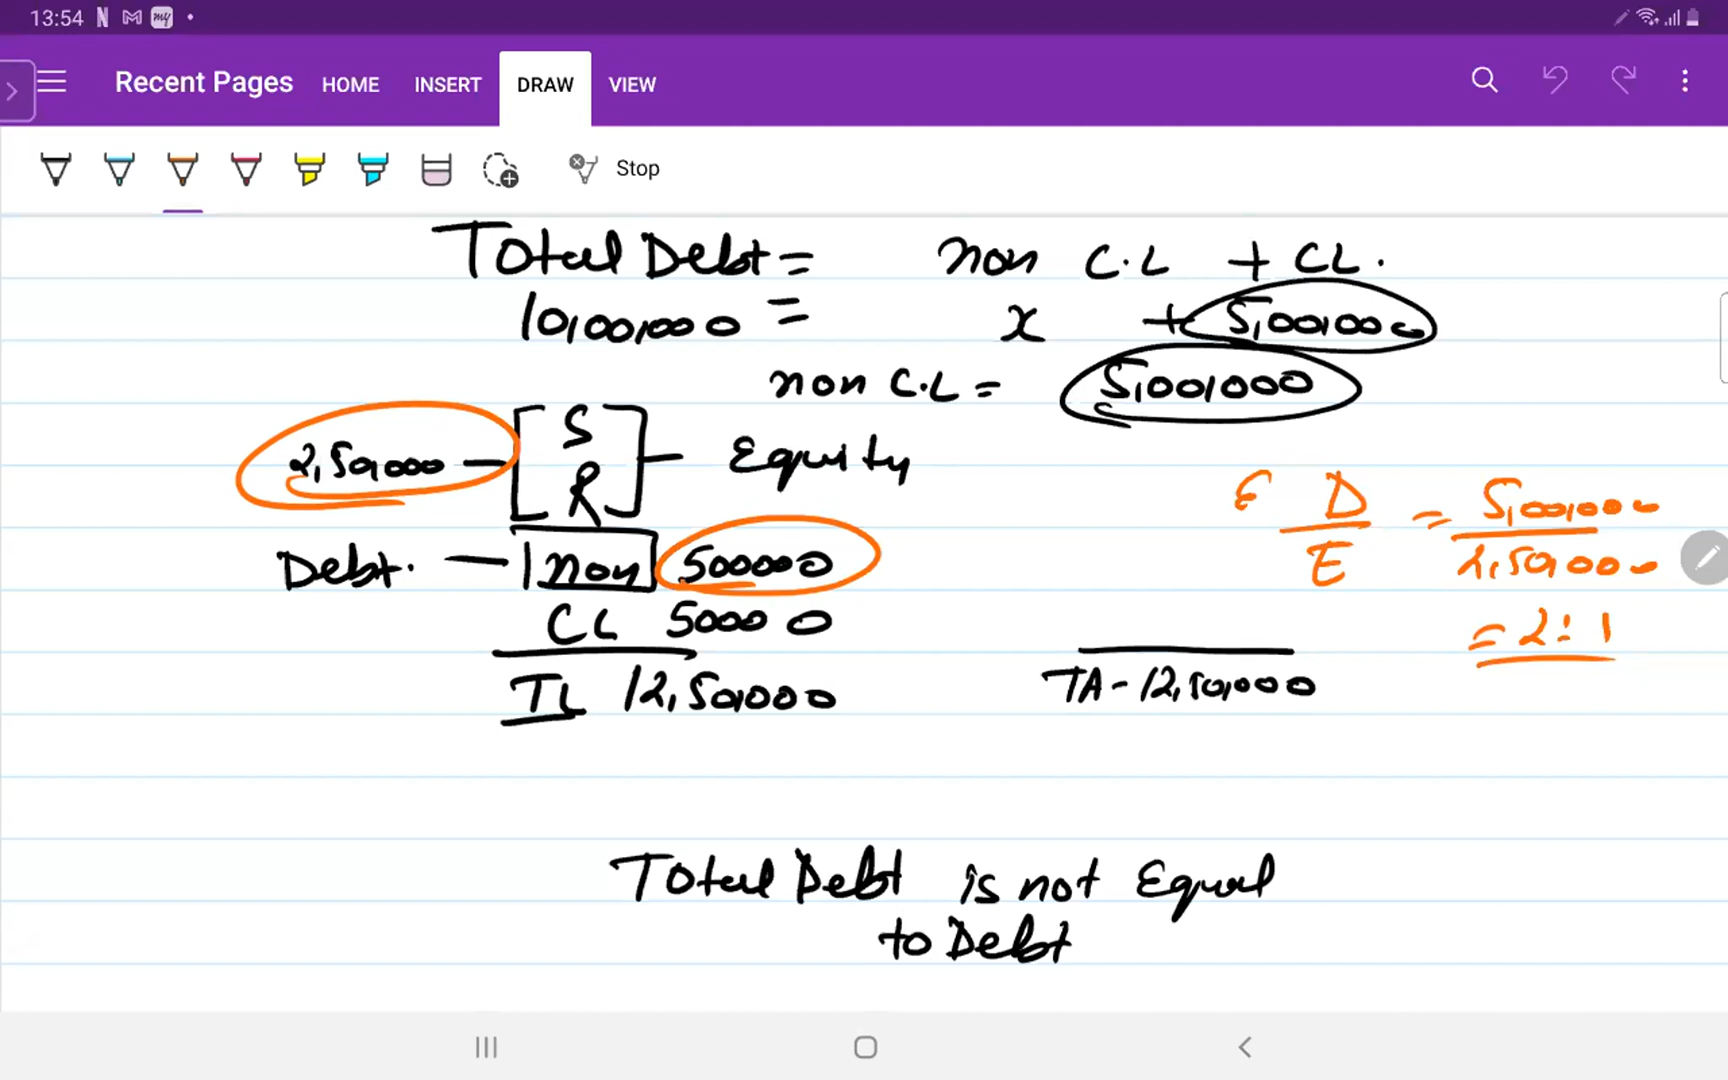 13:54
Recent Pages HOME INSERT DRAW VIEW
Stop
Total Debt = non C.L + CL.
10,00,000 = x + 5,00,000
non C.L = 5,00,000
2,50,000 — [ S R ] — Equity
Debt. — non 500000
CL 500000
TL 12,50,000
TA - 12,50,000
D/E = 5,00,000/2,50,000
= 2:1
Total Debt is not Equal
to Debt